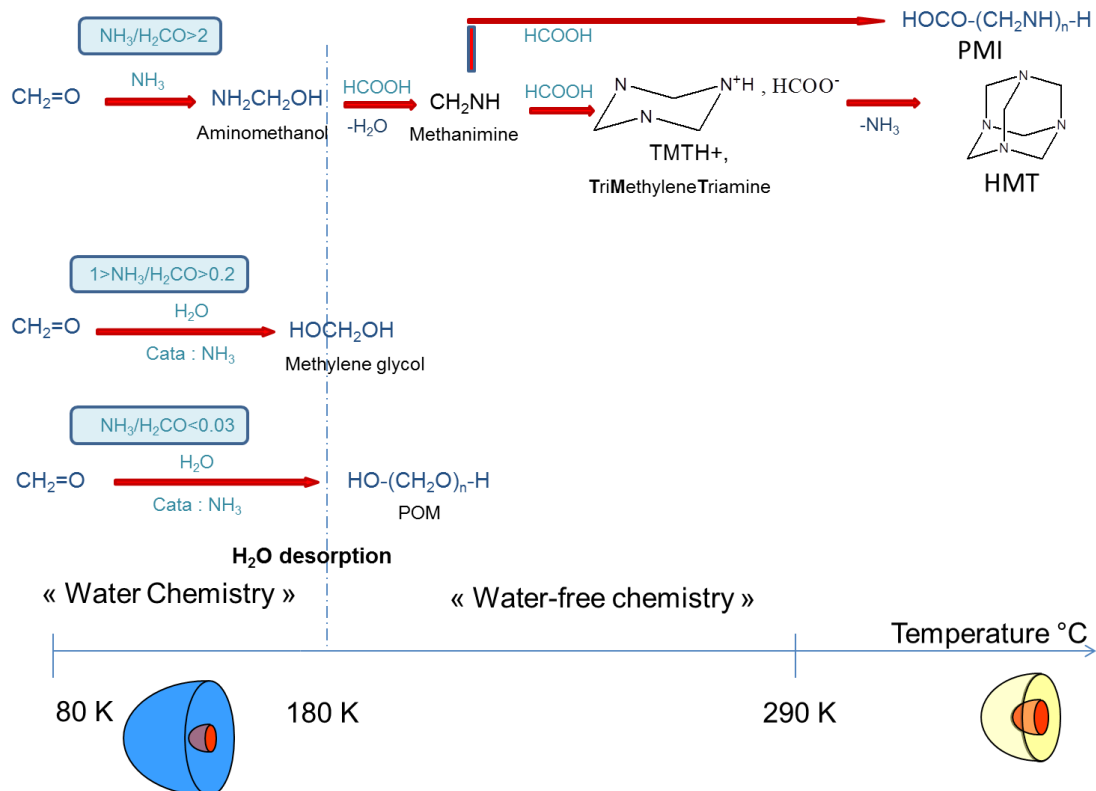 NH₃/H₂CO>2
CH₂=O
NH₃
NH₂CH₂OH
Aminomethanol
HCOOH
-H₂O
CH₂NH
Methanimine
HCOOH
HCOOH
HOCO-(CH₂NH)ₙ-H
PMI
N
N⁺H , HCOO⁻
N
TMTH+,
TriMethyleneTriamine
-NH₃
N
N
N
N
HMT
1>NH₃/H₂CO>0.2
CH₂=O
H₂O
Cata : NH₃
HOCH₂OH
Methylene glycol
NH₃/H₂CO<0.03
CH₂=O
H₂O
Cata : NH₃
HO-(CH₂O)ₙ-H
POM
H₂O desorption
« Water Chemistry »
« Water-free chemistry »
Temperature °C
80 K
180 K
290 K